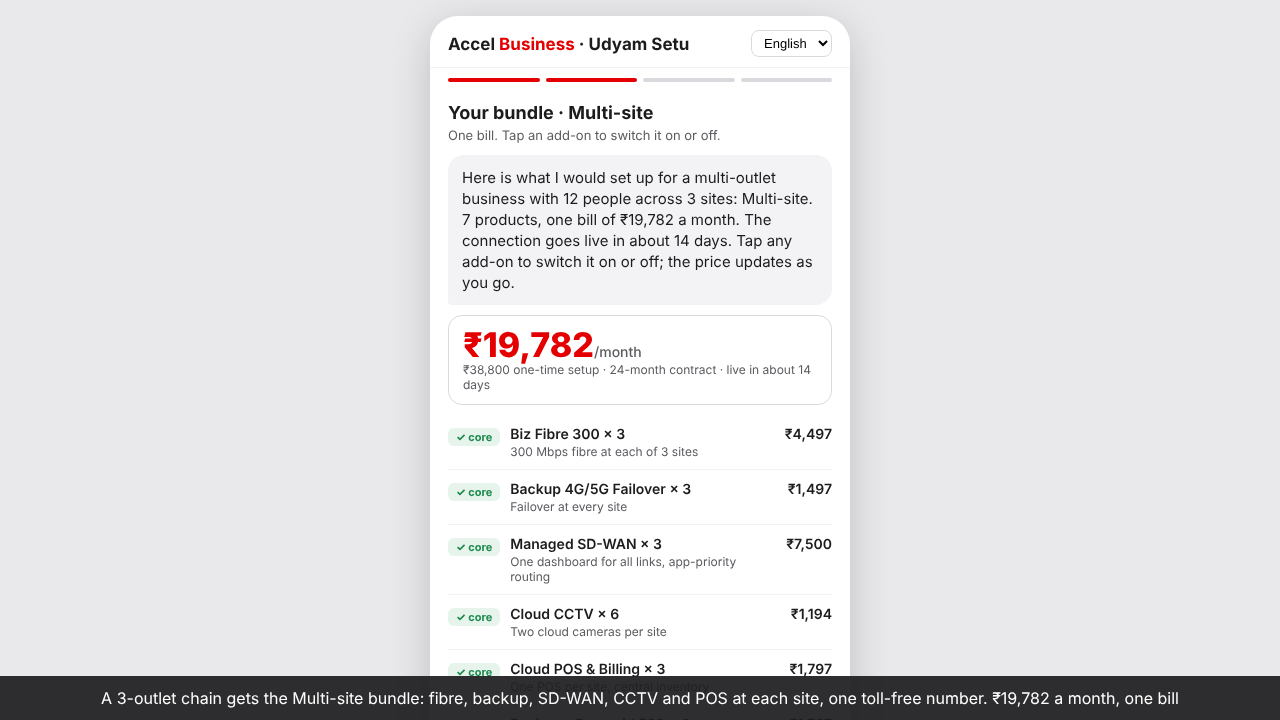 Accel Business · Udyam Setu
English
Your bundle · Multi-site
One bill. Tap an add-on to switch it on or off.
Here is what I would set up for a multi-outlet
business with 12 people across 3 sites: Multi-site.
7 products, one bill of ₹19,782 a month. The
connection goes live in about 14 days. Tap any
add-on to switch it on or off; the price updates as
you go.
₹19,782/month
₹38,800 one-time setup · 24-month contract · live in about 14
days
✓ core Biz Fibre 300 × 3 ₹4,497
300 Mbps fibre at each of 3 sites
✓ core Backup 4G/5G Failover × 3 ₹1,497
Failover at every site
✓ core Managed SD-WAN × 3 ₹7,500
One dashboard for all links, app-priority
routing
✓ core Cloud CCTV × 6 ₹1,194
Two cloud cameras per site
✓ core Cloud POS & Billing × 3 ₹1,797
A 3-outlet chain gets the Multi-site bundle: fibre, backup, SD-WAN, CCTV and POS at each site, one toll-free number. ₹19,782 a month, one bill